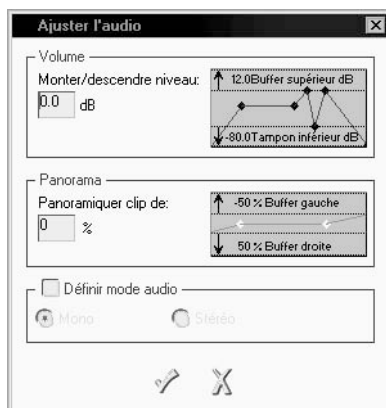 Ajuster l'audio
Volume
Monter/descendre niveau:
0.0 dB
12.0Buffer supérieur dB
-80.0Tampon inférieur dB
Panorama
Panoramiquer clip de:
0 %
-50 % Buffer gauche
50 % Buffer droite
Définir mode audio
Mono Stéréo